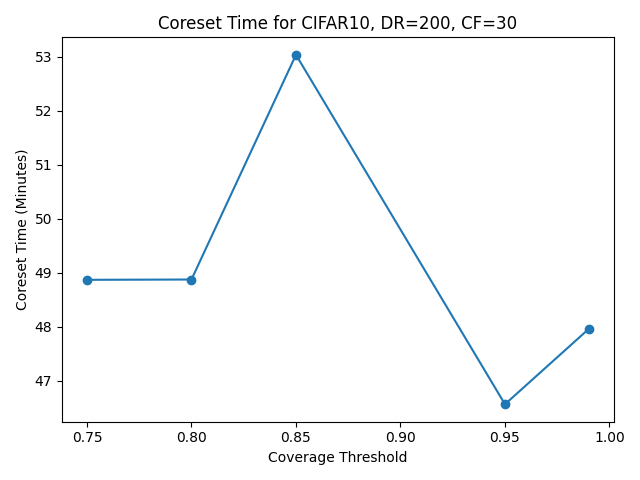 Coreset Time for CIFAR10, DR=200, CF=30
Coreset Time (Minutes)
53
52
51
50
49
48
47
0.75 0.80 0.85 0.90 0.95 1.00
Coverage Threshold